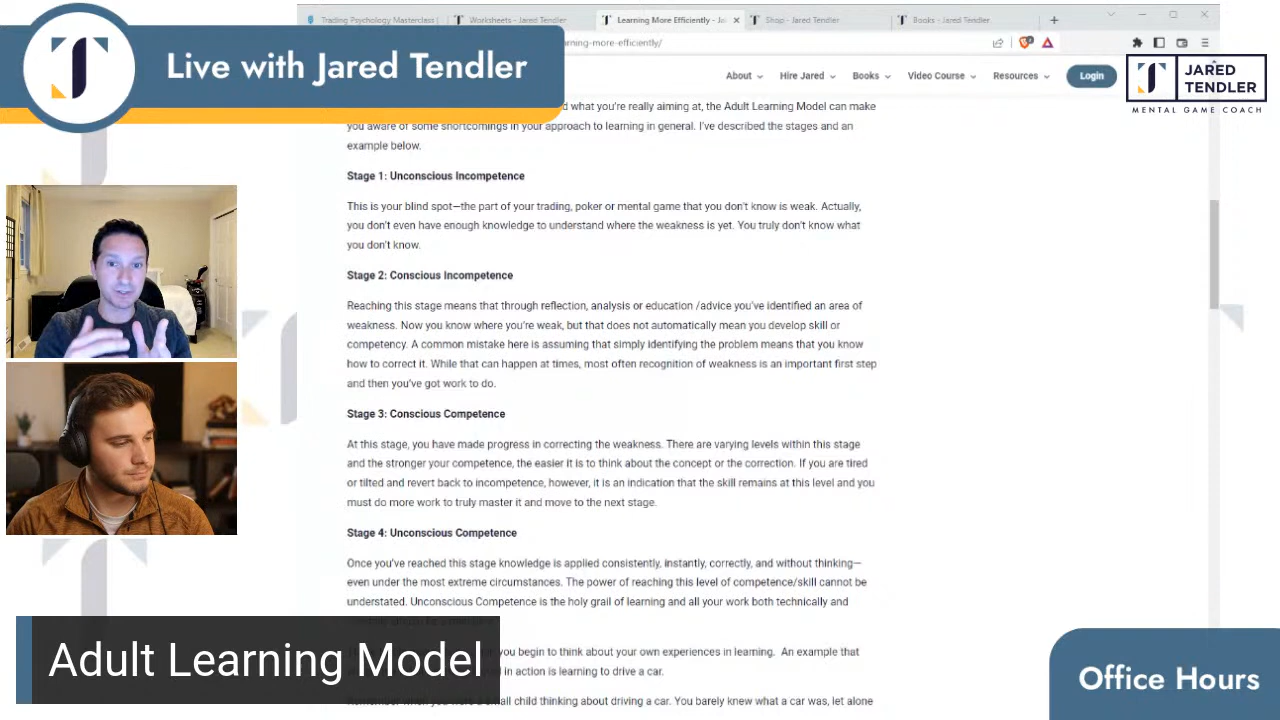 Trading Psychology Masterclass |
Worksheets - Jared Tendler
Learning More Efficiently - Ja
Shop - Jared Tendler
Books - Jared Tendler
Live with Jared Tendler
rning-more-efficiently/
About
Hire Jared
Books
Video Course
Resources
Login
JARED
TENDLER
MENTAL GAME COACH
d what you're really aiming at, the Adult Learning Model can make
you aware of some shortcomings in your approach to learning in general. I've described the stages and an
example below.
Stage 1: Unconscious Incompetence
This is your blind spot—the part of your trading, poker or mental game that you don't know is weak. Actually,
you don't even have enough knowledge to understand where the weakness is yet. You truly don't know what
you don't know.
Stage 2: Conscious Incompetence
Reaching this stage means that through reflection, analysis or education /advice you've identified an area of
weakness. Now you know where you're weak, but that does not automatically mean you develop skill or
competency. A common mistake here is assuming that simply identifying the problem means that you know
how to correct it. While that can happen at times, most often recognition of weakness is an important first step
and then you've got work to do.
Stage 3: Conscious Competence
At this stage, you have made progress in correcting the weakness. There are varying levels within this stage
and the stronger your competence, the easier it is to think about the concept or the correction. If you are tired
or tilted and revert back to incompetence, however, it is an indication that the skill remains at this level and you
must do more work to truly master it and move to the next stage.
Stage 4: Unconscious Competence
Once you've reached this stage knowledge is applied consistently, instantly, correctly, and without thinking—
even under the most extreme circumstances. The power of reaching this level of competence/skill cannot be
understated. Unconscious Competence is the holy grail of learning and all your work both technically and
you begin to think about your own experiences in learning. An example that
in action is learning to drive a car.
small child thinking about driving a car. You barely knew what a car was, let alone
Adult Learning Model
Office Hours